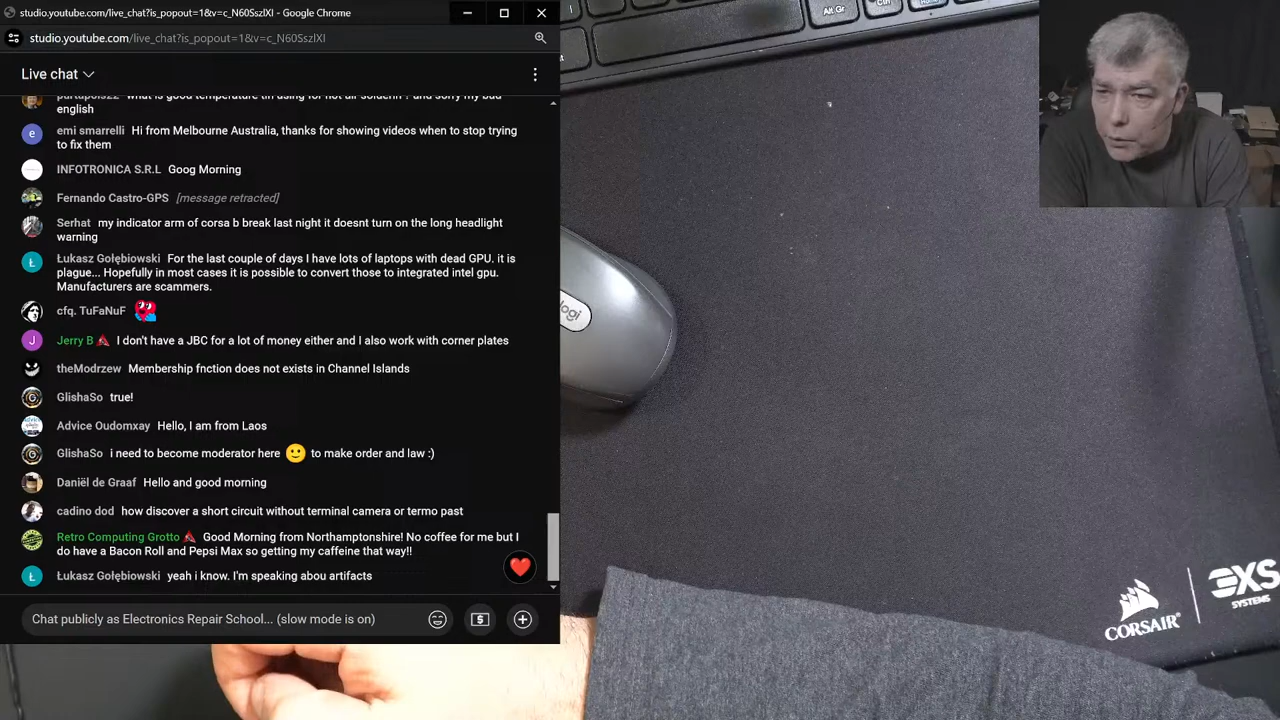 studio.youtube.com/live_chat?is_popout=1&v=c_N60SszlXI - Google Chrome
studio.youtube.com/live_chat?is_popout=1&v=c_N60SszlXI
Live chat
what is good temperature
english
emi smarrelli Hi from Melbourne Australia, thanks for showing videos when to stop trying
to fix them
INFOTRONICA S.R.L Goog Morning
Fernando Castro-GPS [message retracted]
Serhat my indicator arm of corsa b break last night it doesnt turn on the long headlight
warning
Łukasz Gołębiowski For the last couple of days I have lots of laptops with dead GPU. it is
plague... Hopefully in most cases it is possible to convert those to integrated intel gpu.
Manufacturers are scammers.
cfq. TuFaNuF
Jerry B I don't have a JBC for a lot of money either and I also work with corner plates
theModrzew Membership fnction does not exists in Channel Islands
GlishaSo true!
Advice Oudomxay Hello, I am from Laos
GlishaSo i need to become moderator here to make order and law :)
Daniël de Graaf Hello and good morning
cadino dod how discover a short circuit without terminal camera or termo past
Retro Computing Grotto Good Morning from Northamptonshire! No coffee for me but I
do have a Bacon Roll and Pepsi Max so getting my caffeine that way!!
Łukasz Gołębiowski yeah i know. I'm speaking abou artifacts
Chat publicly as Electronics Repair School... (slow mode is on)
Alt Gr
Ctrl
logi
CORSAIR
3XS
SYSTEMS